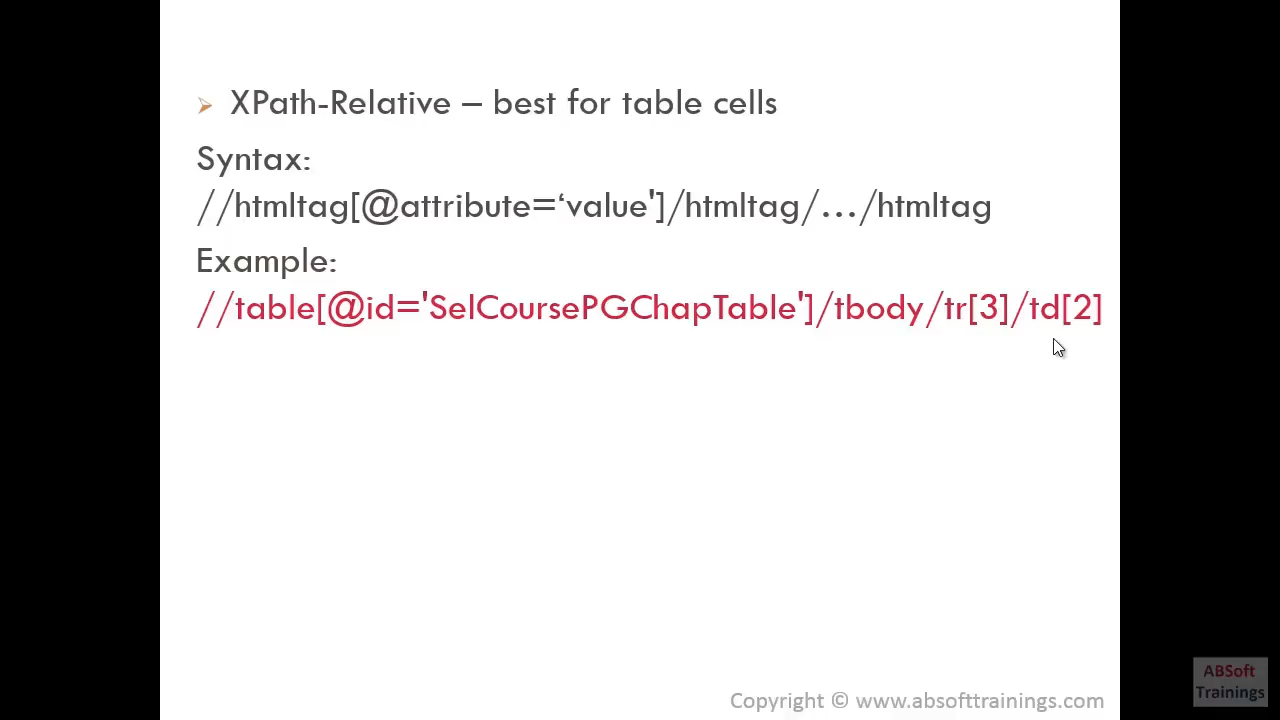 XPath-Relative – best for table cells
Syntax:
//htmltag[@attribute=‘value']/htmltag/…/htmltag
Example:
//table[@id='SelCoursePGChapTable']/tbody/tr[3]/td[2]
ABSoft
Trainings
Copyright © www.absofttrainings.com